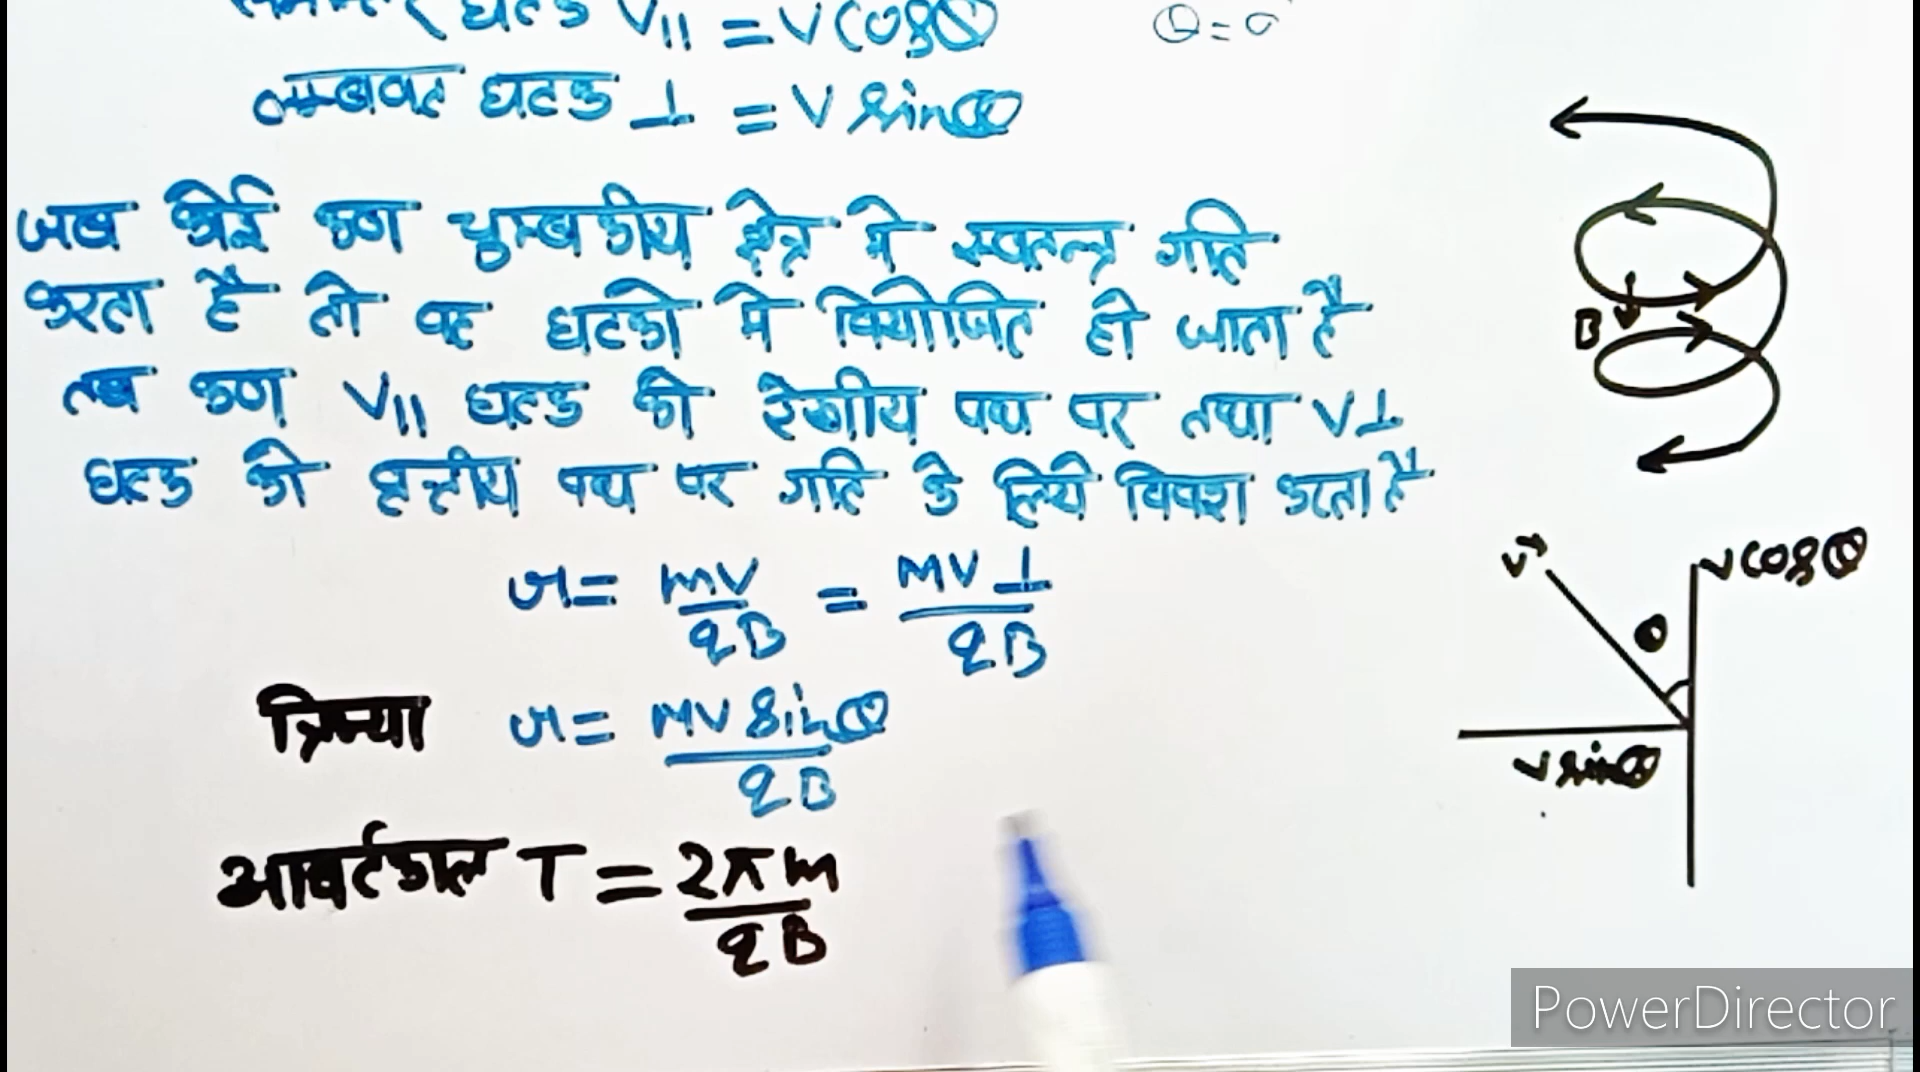 घटक V|| = V Cosθ
θ = 0°
लम्बवत घटक ⊥ = V sinθ
जब कोई कण चुम्बकीय क्षेत्र मे स्वतन्त्र गति
करता है तो वह घटको मे वियोजित हो जाता है
तब कण V|| घटक को रेखीय पथ पर तथा V⊥
घटक को वृत्तीय पथ पर गति के लिये विवश करता है
r = mV/qB = MV⊥/qB
त्रिज्या r = MV Sinθ/qB
आवर्तकाल T = 2πm/qB
B
V→
θ
V Cosθ
V sinθ
PowerDirector